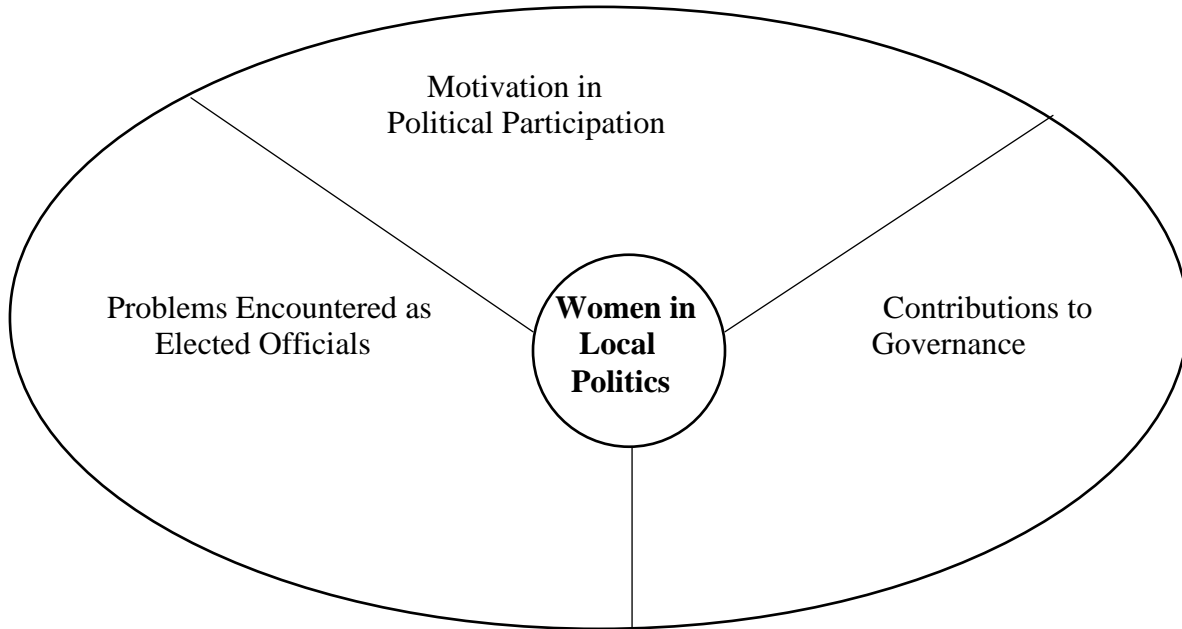 Motivation in
Political Participation
Problems Encountered as
Elected Officials
Women in
Local
Politics
Contributions to
Governance